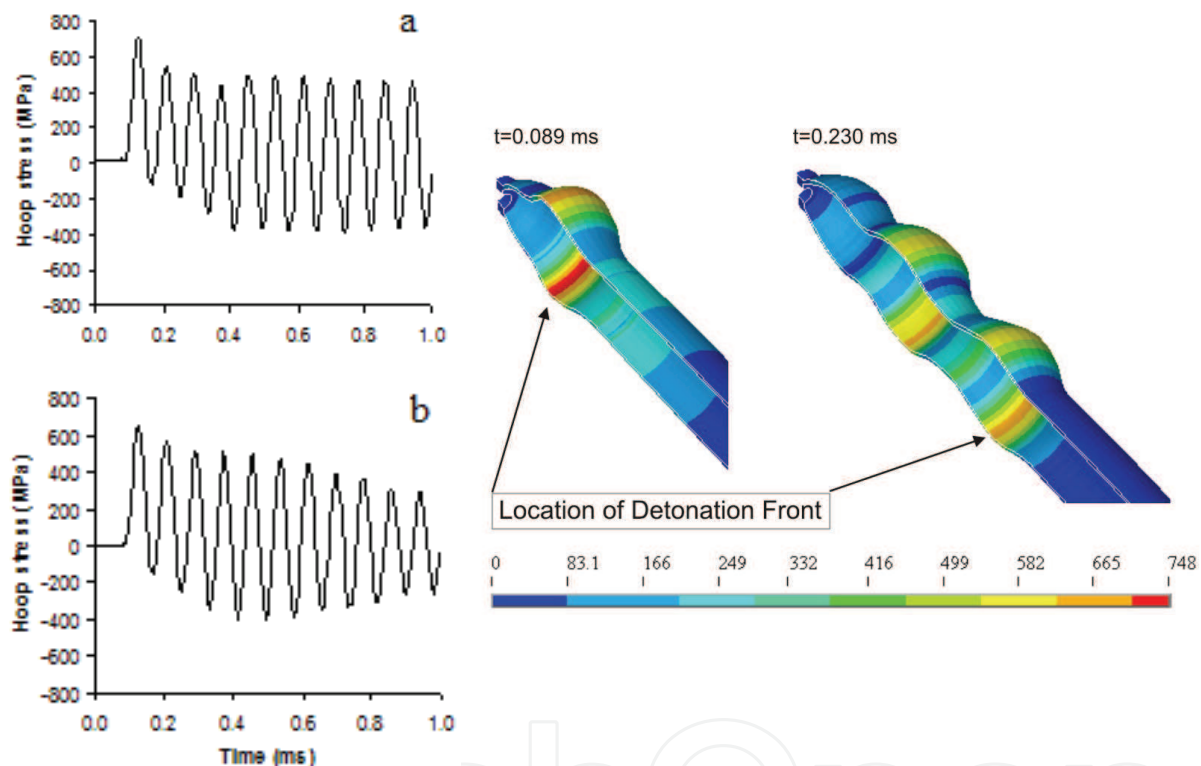 a
800
600
400
200
0
-200
-400
-600
-800
Hoop stress (MPa)
0.0 0.2 0.4 0.6 0.8 1.0
b
800
600
400
200
0
-200
-400
-600
-800
Hoop stress (MPa)
0.0 0.2 0.4 0.6 0.8 1.0
Time (ms)
t=0.089 ms
t=0.230 ms
Location of Detonation Front
0 83.1 166 249 332 416 499 582 665 748